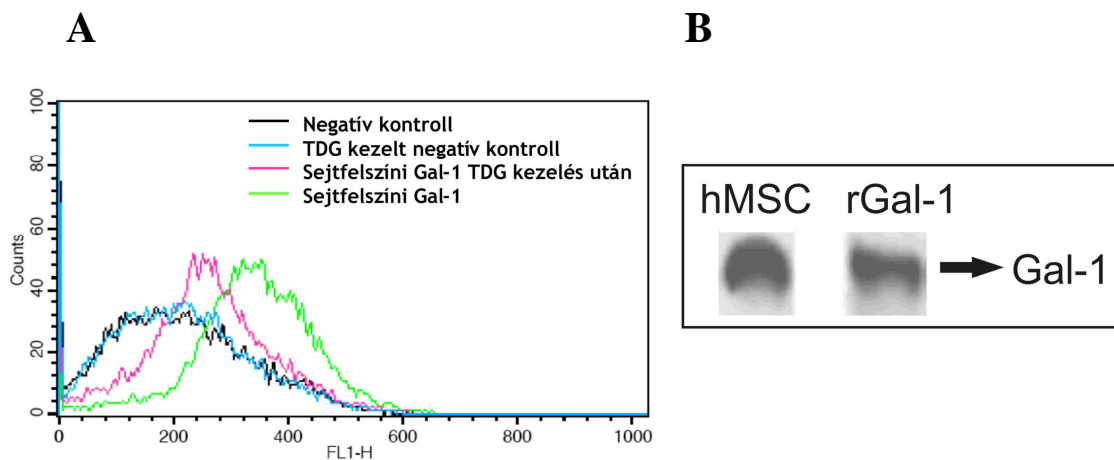 A
B
100
80
60
40
20
0
Counts
Negatív kontroll
TDG kezelt negatív kontroll
Sejtfelszíni Gal-1 TDG kezelés után
Sejtfelszíni Gal-1
0 200 400 600 800 1000
FL1-H
hMSC rGal-1
Gal-1